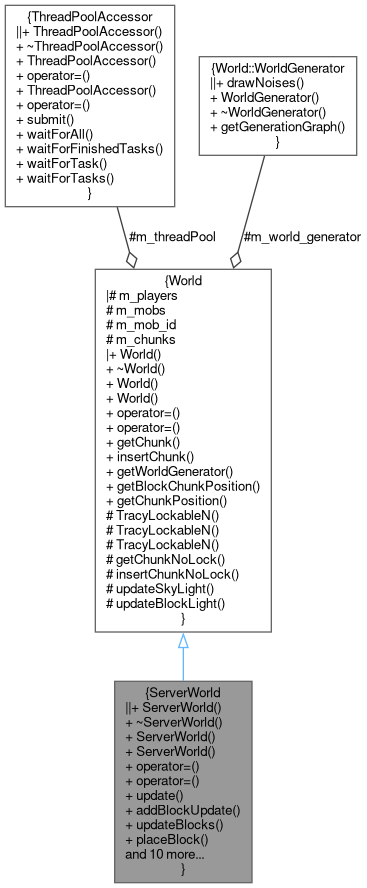 {ThreadPoolAccessor
||+ ThreadPoolAccessor()
+ ~ThreadPoolAccessor()
+ ThreadPoolAccessor()
+ operator=()
+ ThreadPoolAccessor()
+ operator=()
+ submit()
+ waitForAll()
+ waitForFinishedTasks()
+ waitForTask()
+ waitForTasks()
}
{World::WorldGenerator
||+ drawNoises()
+ WorldGenerator()
+ ~WorldGenerator()
+ getGenerationGraph()
}
#m_threadPool
#m_world_generator
{World
|# m_players
# m_mobs
# m_mob_id
# m_chunks
|+ World()
+ ~World()
+ World()
+ World()
+ operator=()
+ operator=()
+ getChunk()
+ insertChunk()
+ getWorldGenerator()
+ getBlockChunkPosition()
+ getChunkPosition()
# TracyLockableN()
# TracyLockableN()
# TracyLockableN()
# getChunkNoLock()
# insertChunkNoLock()
# updateSkyLight()
# updateBlockLight()
}
{ServerWorld
||+ ServerWorld()
+ ~ServerWorld()
+ ServerWorld()
+ ServerWorld()
+ operator=()
+ operator=()
+ update()
+ addBlockUpdate()
+ updateBlocks()
+ placeBlock()
and 10 more...
}